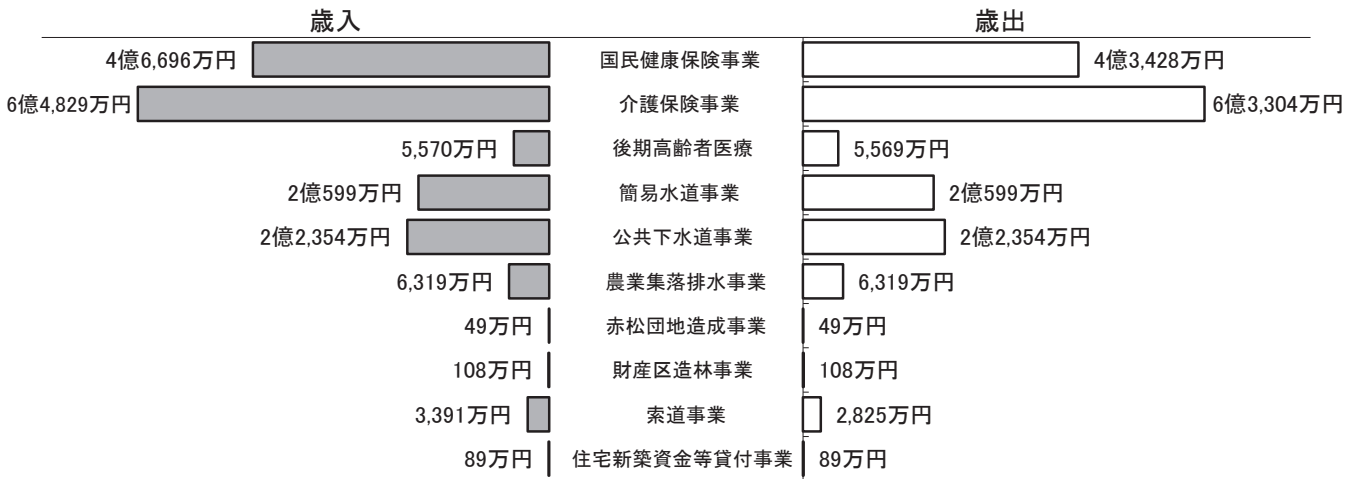 歳入 歳出
4億6,696万円 国民健康保険事業 4億3,428万円
6億4,829万円 介護保険事業 6億3,304万円
5,570万円 後期高齢者医療 5,569万円
2億599万円 簡易水道事業 2億599万円
2億2,354万円 公共下水道事業 2億2,354万円
6,319万円 農業集落排水事業 6,319万円
49万円 赤松団地造成事業 49万円
108万円 財産区造林事業 108万円
3,391万円 索道事業 2,825万円
89万円 住宅新築資金等貸付事業 89万円